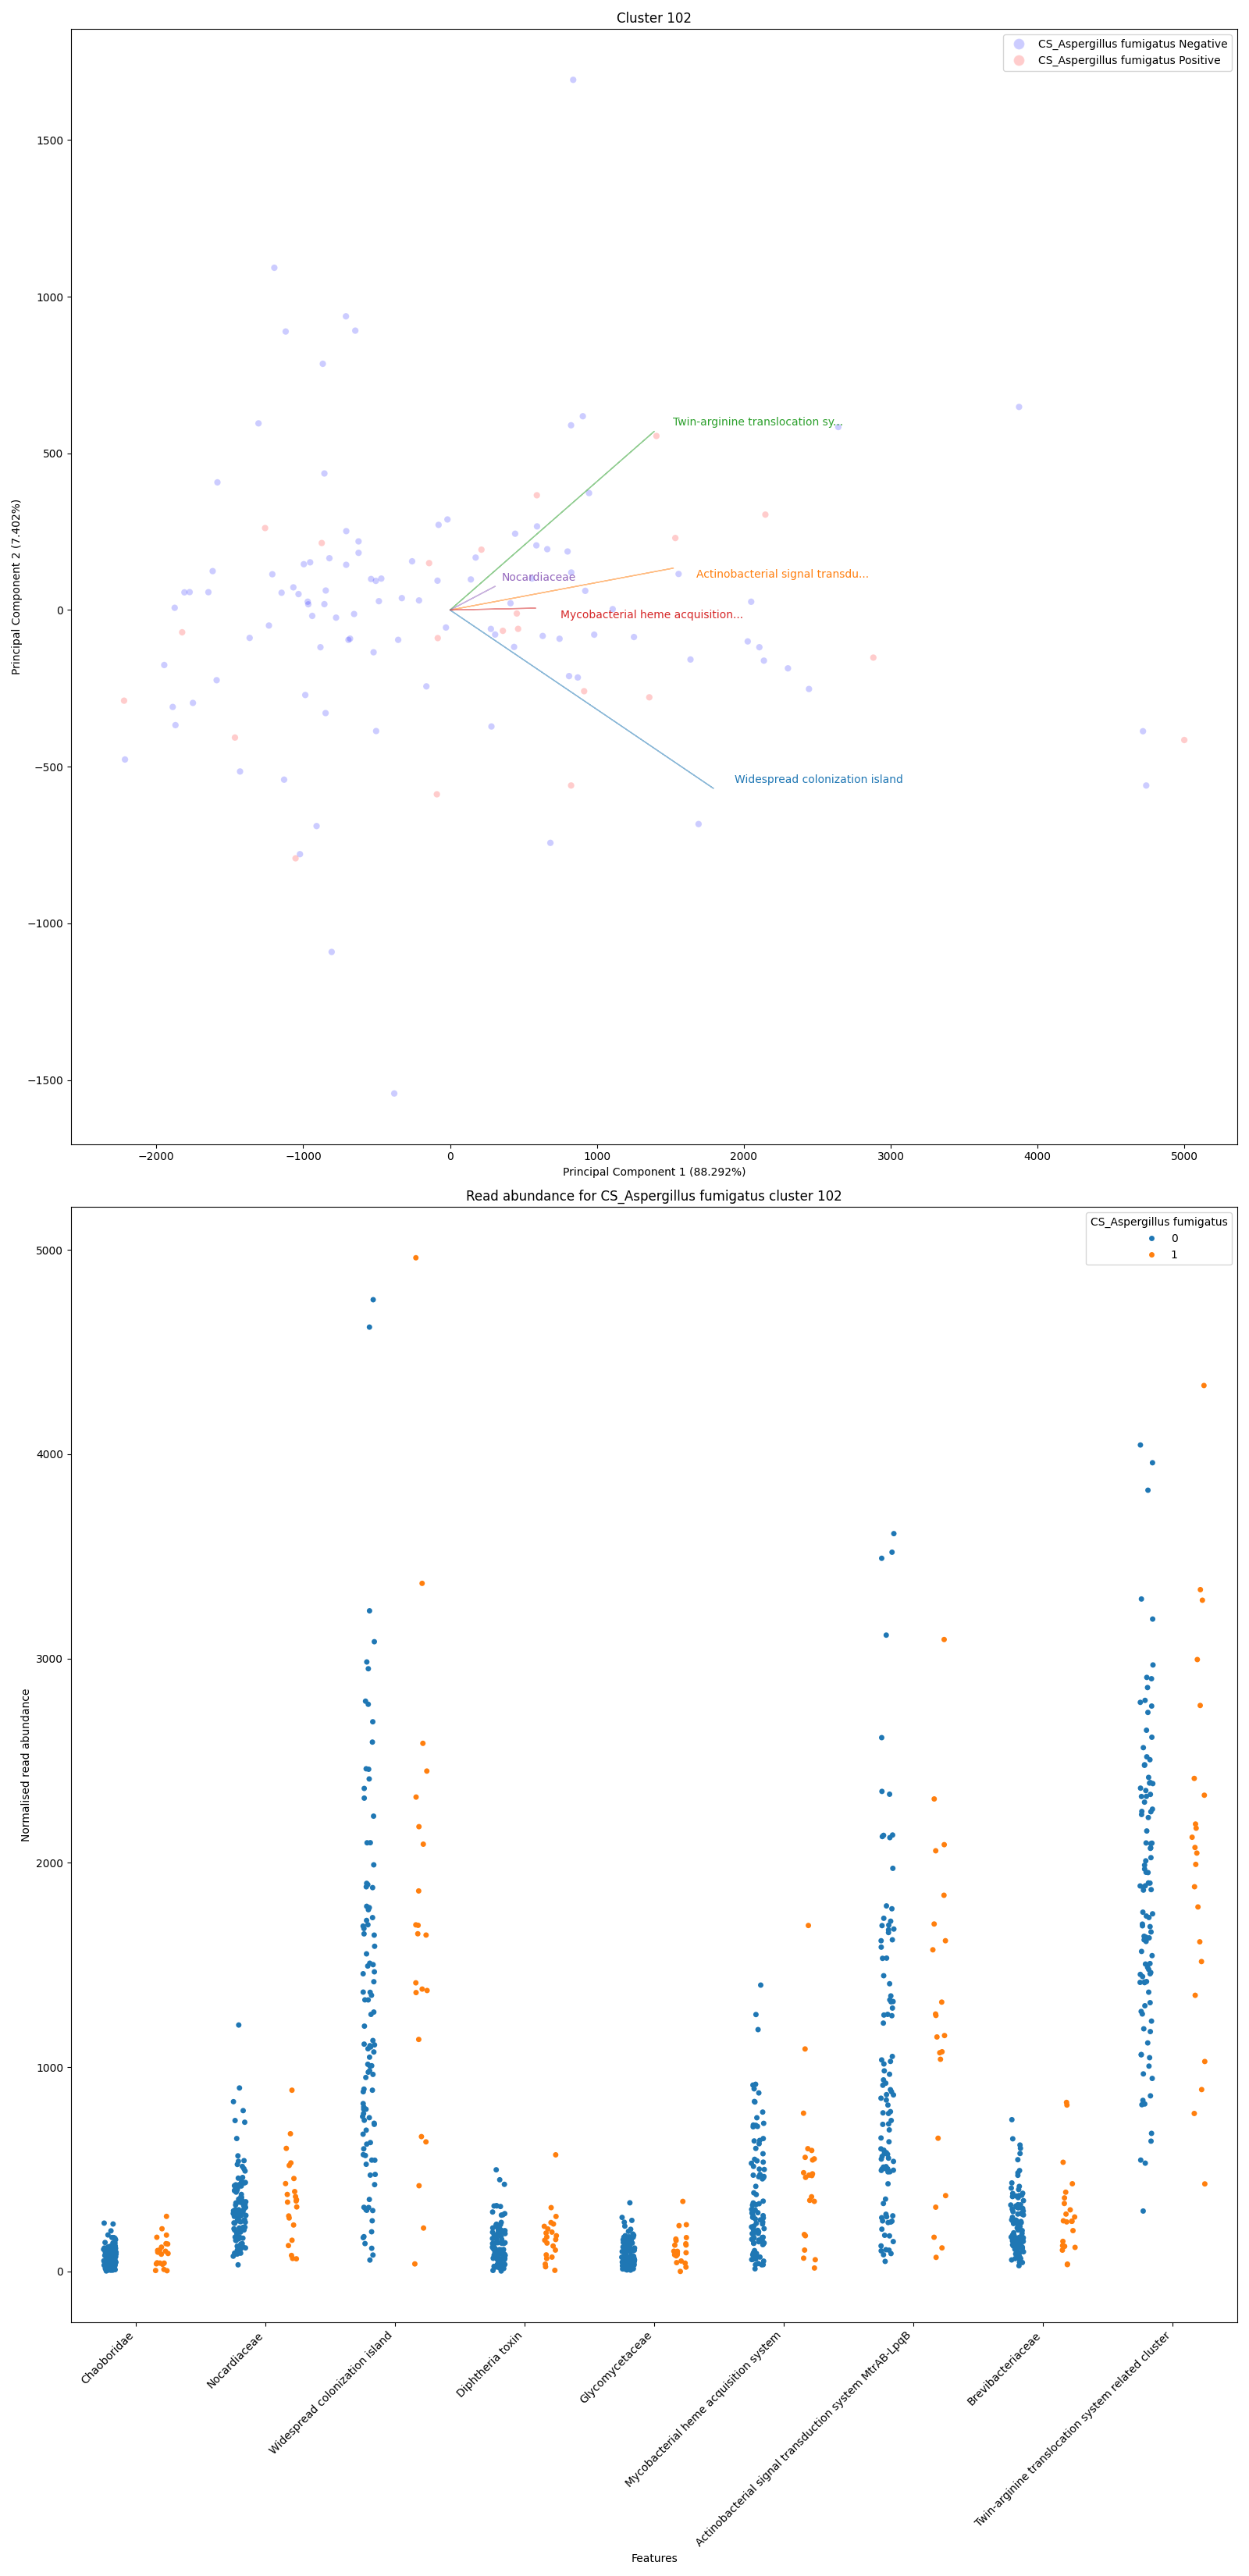 Cluster 102
CS_Aspergillus fumigatus Negative
CS_Aspergillus fumigatus Positive
1500
1000
500
0
−500
−1000
−1500
Principal Component 2 (7.402%)
Twin-arginine translocation sy...
Actinobacterial signal transdu...
Nocardiaceae
Mycobacterial heme acquisition...
Widespread colonization island
−2000
−1000
0
1000
2000
3000
4000
5000
Principal Component 1 (88.292%)
Read abundance for CS_Aspergillus fumigatus cluster 102
CS_Aspergillus fumigatus
0
1
5000
4000
3000
2000
1000
0
Normalised read abundance
Chaoboridae
Nocardiaceae
Widespread colonization island
Diphtheria toxin
Glycomycetaceae
Mycobacterial heme acquisition system
Actinobacterial signal transduction system MtrAB-LpqB
Brevibacteriaceae
Twin-arginine translocation system related cluster
Features